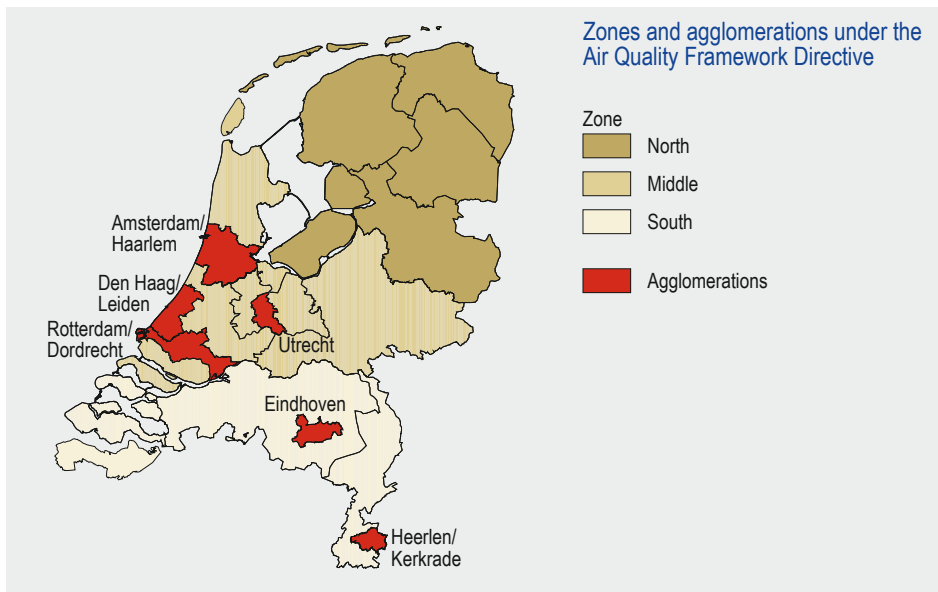 Zones and agglomerations under the
Air Quality Framework Directive
Zone
North
Middle
South
Agglomerations
Amsterdam/
Haarlem
Den Haag/
Leiden
Rotterdam/
Dordrecht
Utrecht
Eindhoven
Heerlen/
Kerkrade